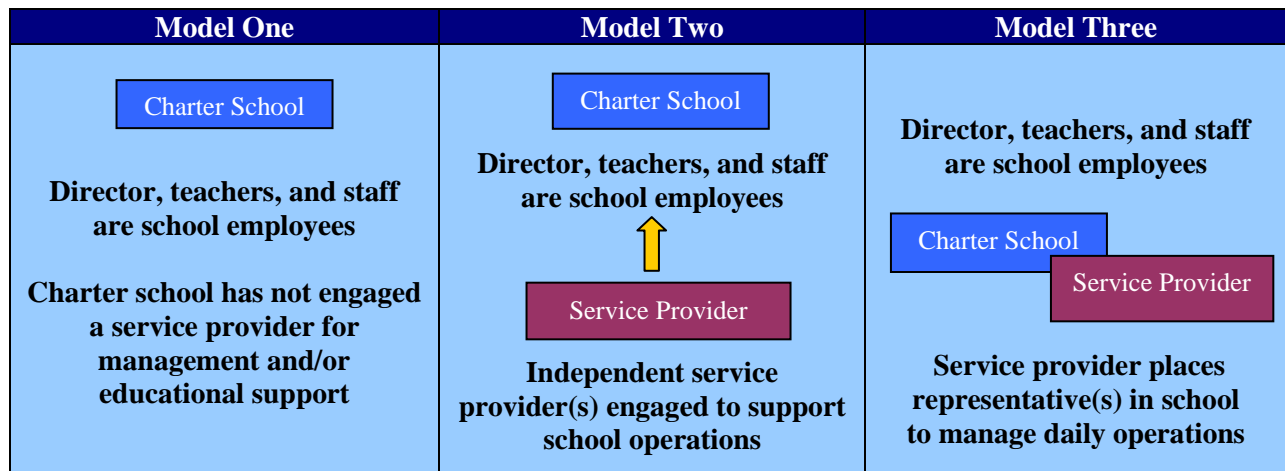 Model One
Charter School
Director, teachers, and staff
are school employees
Charter school has not engaged
a service provider for
management and/or
educational support
Model Two
Charter School
Director, teachers, and staff
are school employees
Service Provider
Independent service
provider(s) engaged to support
school operations
Model Three
Director, teachers, and staff
are school employees
Charter School
Service Provider
Service provider places
representative(s) in school
to manage daily operations